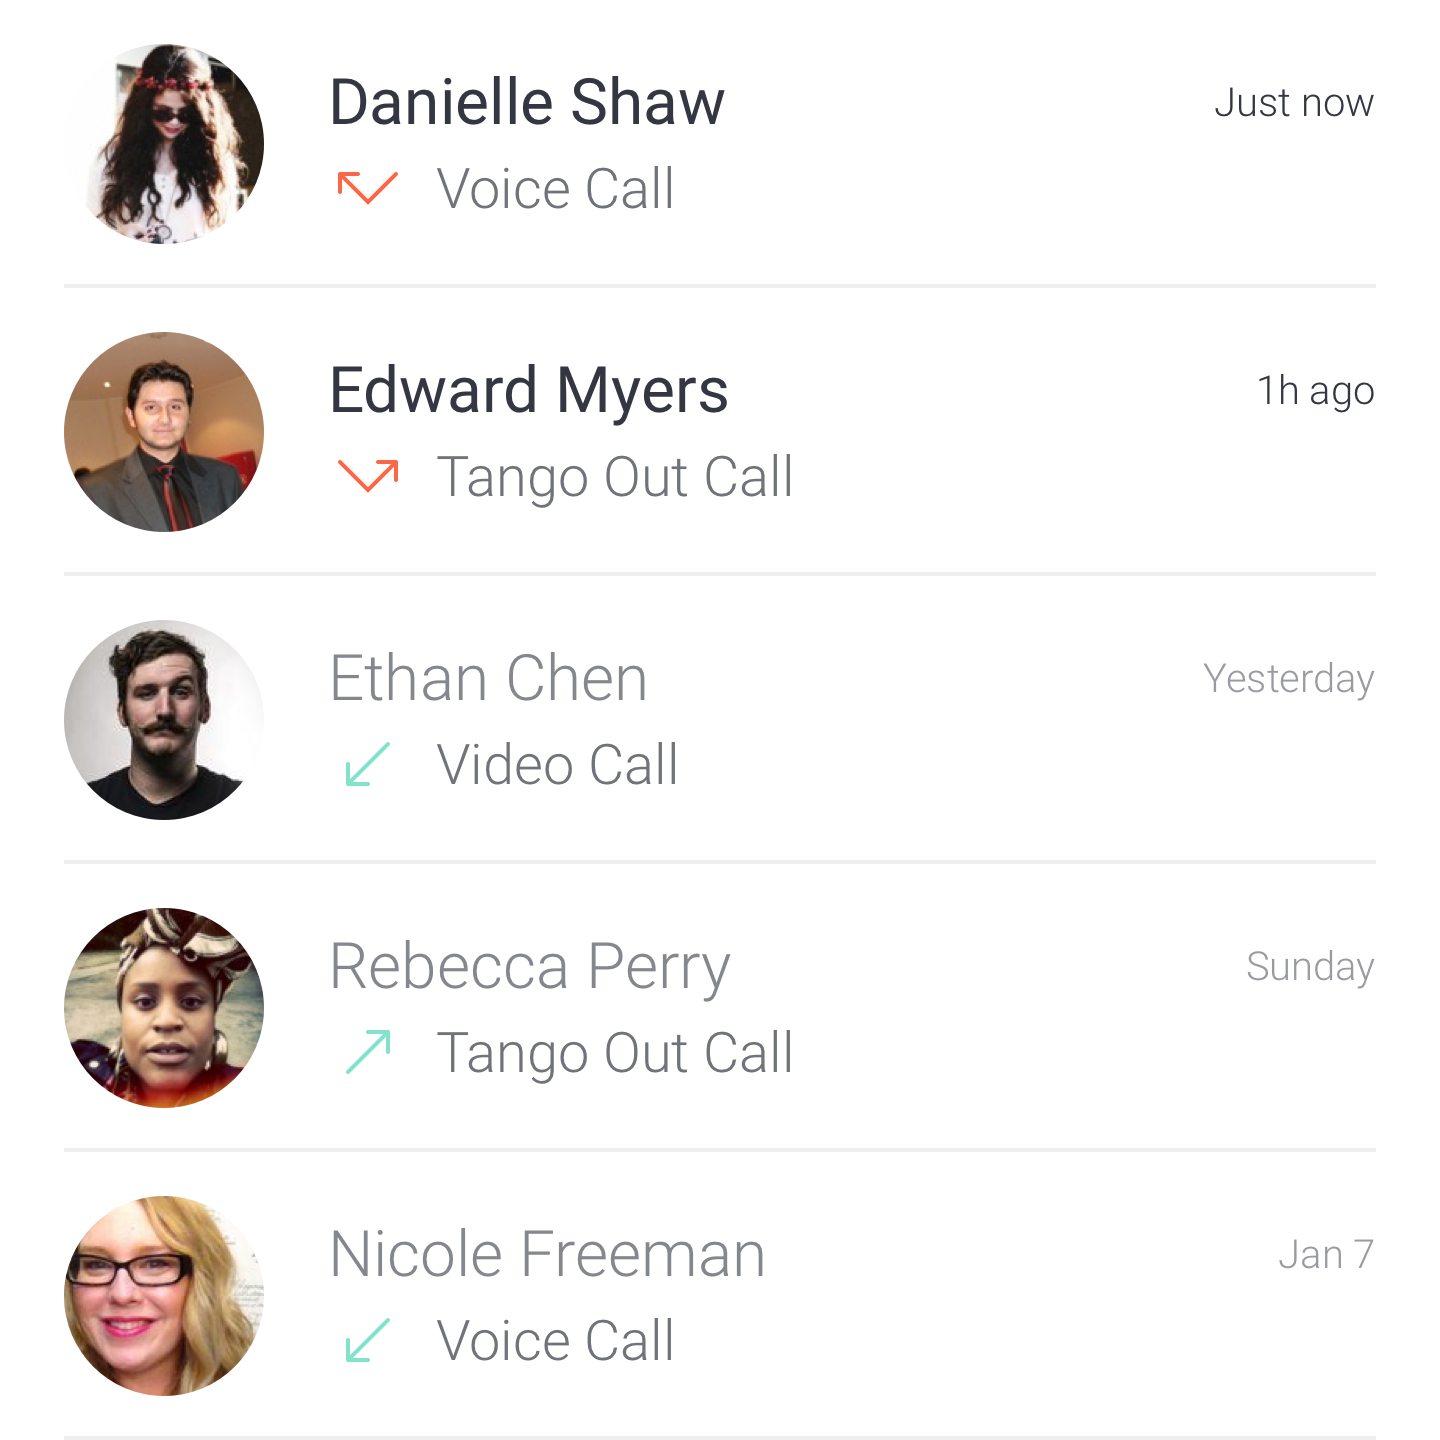 Danielle Shaw
Just now
Voice Call
Edward Myers
1h ago
Tango Out Call
Ethan Chen
Yesterday
Video Call
Rebecca Perry
Sunday
Tango Out Call
Nicole Freeman
Jan 7
Voice Call